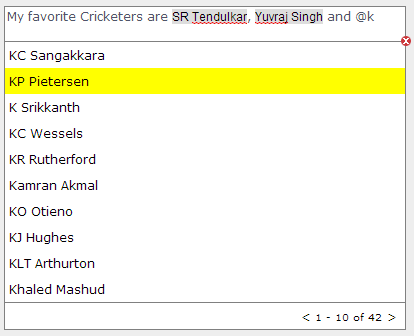 My favorite Cricketers are SR Tendulkar, Yuvraj Singh and @k
KC Sangakkara
KP Pietersen
K Srikkanth
KC Wessels
KR Rutherford
Kamran Akmal
KO Otieno
KJ Hughes
KLT Arthurton
Khaled Mashud
< 1 - 10 of 42 >